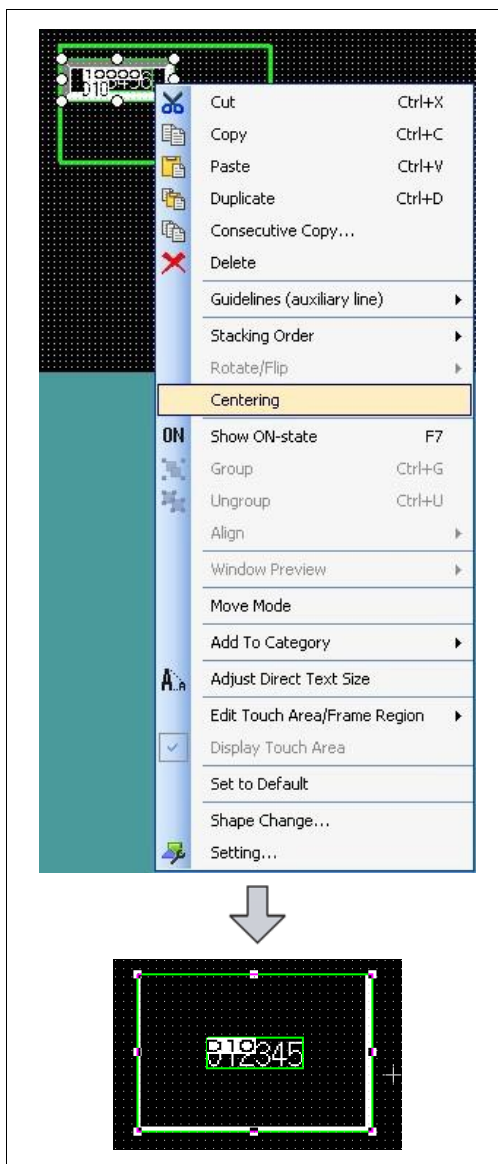 Cut Ctrl+X
Copy Ctrl+C
Paste Ctrl+V
Duplicate Ctrl+D
Consecutive Copy...
Delete
Guidelines (auxiliary line)
Stacking Order
Rotate/Flip
Centering
ON Show ON-state F7
Group Ctrl+G
Ungroup Ctrl+U
Align
Window Preview
Move Mode
Add To Category
Adjust Direct Text Size
Edit Touch Area/Frame Region
Display Touch Area
Set to Default
Shape Change...
Setting...
012345